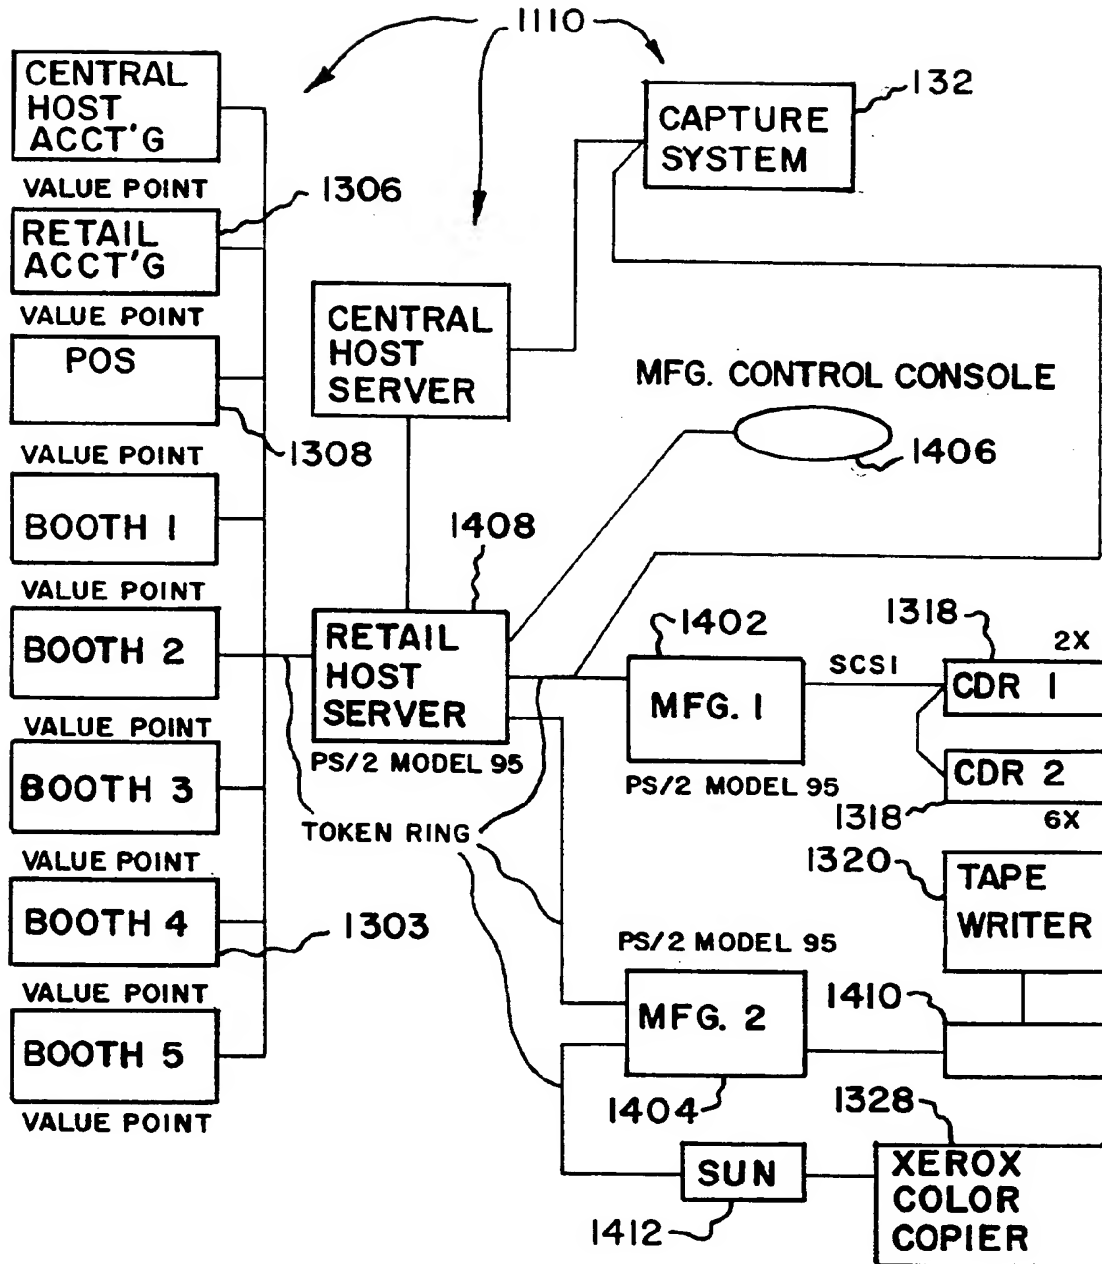 1110
CENTRAL
HOST
ACCT'G
VALUE POINT
1306
RETAIL
ACCT'G
VALUE POINT
POS
1308
VALUE POINT
BOOTH 1
VALUE POINT
BOOTH 2
VALUE POINT
BOOTH 3
VALUE POINT
BOOTH 4
1303
VALUE POINT
BOOTH 5
VALUE POINT
132
CAPTURE
SYSTEM
CENTRAL
HOST
SERVER
MFG. CONTROL CONSOLE
1406
1408
RETAIL
HOST
SERVER
PS/2 MODEL 95
TOKEN RING
1402
MFG. 1
PS/2 MODEL 95
SCSI
1318
2X
CDR 1
CDR 2
1318
6X
1320
TAPE
WRITER
PS/2 MODEL 95
MFG. 2
1404
1410
1328
SUN
1412
XEROX
COLOR
COPIER